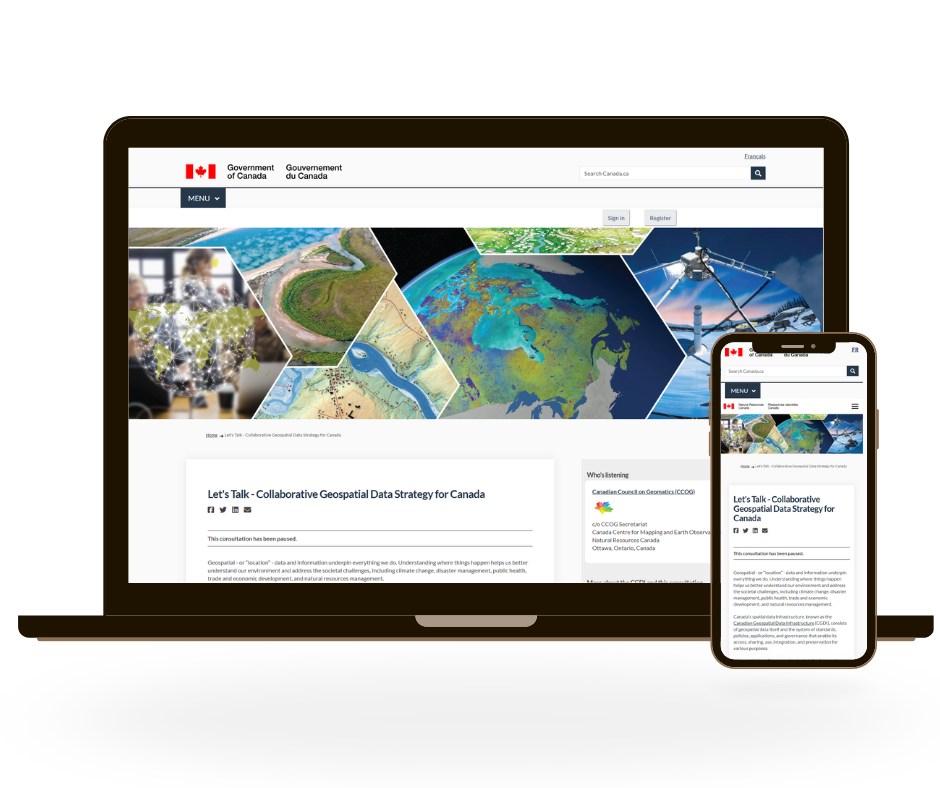 Français
Government
of Canada
Gouvernement
du Canada
Search Canada.ca
MENU
Sign in
Register
Home → Let's Talk - Collaborative Geospatial Data Strategy for Canada
Let's Talk - Collaborative Geospatial Data Strategy for Canada
This consultation has been paused.
Geospatial - or "location" - data and information underpin everything we do. Understanding where things happen helps us better
understand our environment and address the societal challenges, including climate change, disaster management, public health,
trade and economic development, and natural resources management.
Who's listening
Canadian Council on Geomatics (CCOG)
c/o CCOG Secretariat
Canada Centre for Mapping and Earth Observa
Natural Resources Canada
Ottawa, Ontario, Canada
More about the CGDI and this consultation
FR
of Canada
du Canada
Search Canada.ca
MENU
Natural Resources
Canada
Ressources naturelles
Canada
Home → Let's Talk - Collaborative Geospatial Data Strategy for Canada
Let's Talk - Collaborative
Geospatial Data Strategy for
Canada
This consultation has been paused.
Geospatial - or "location" - data and information underpin
everything we do. Understanding where things happen
helps us better understand our environment and address
the societal challenges, including climate change, disaster
management, public health, trade and economic
development, and natural resources management.
Canada's spatial data infrastructure, known as the
Canadian Geospatial Data Infrastructure (CGDI), consists
of geospatial data itself and the system of standards,
policies, applications, and governance that enable its
access, sharing, use, integration, and preservation for
various purposes.